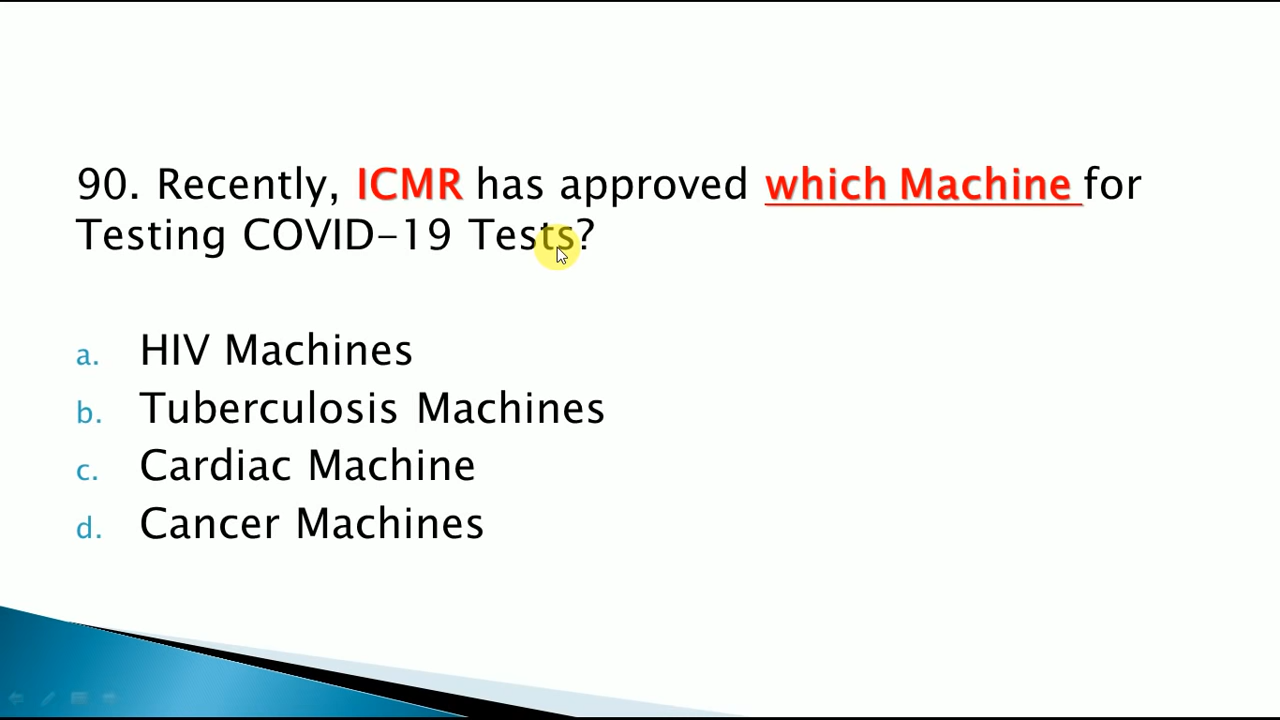 90. Recently, ICMR has approved which Machine for
Testing COVID-19 Tests?
a. HIV Machines
b. Tuberculosis Machines
c. Cardiac Machine
d. Cancer Machines